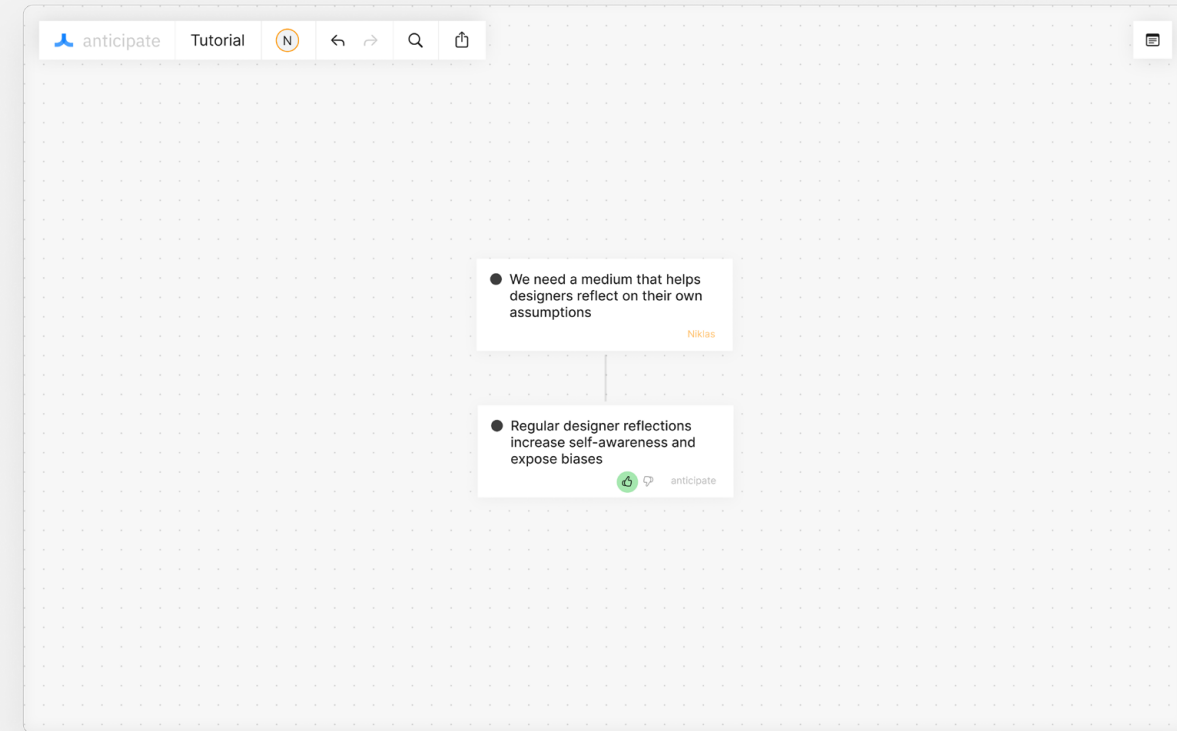 anticipate
Tutorial
N
We need a medium that helps
designers reflect on their own
assumptions
Niklas
Regular designer reflections
increase self-awareness and
expose biases
anticipate